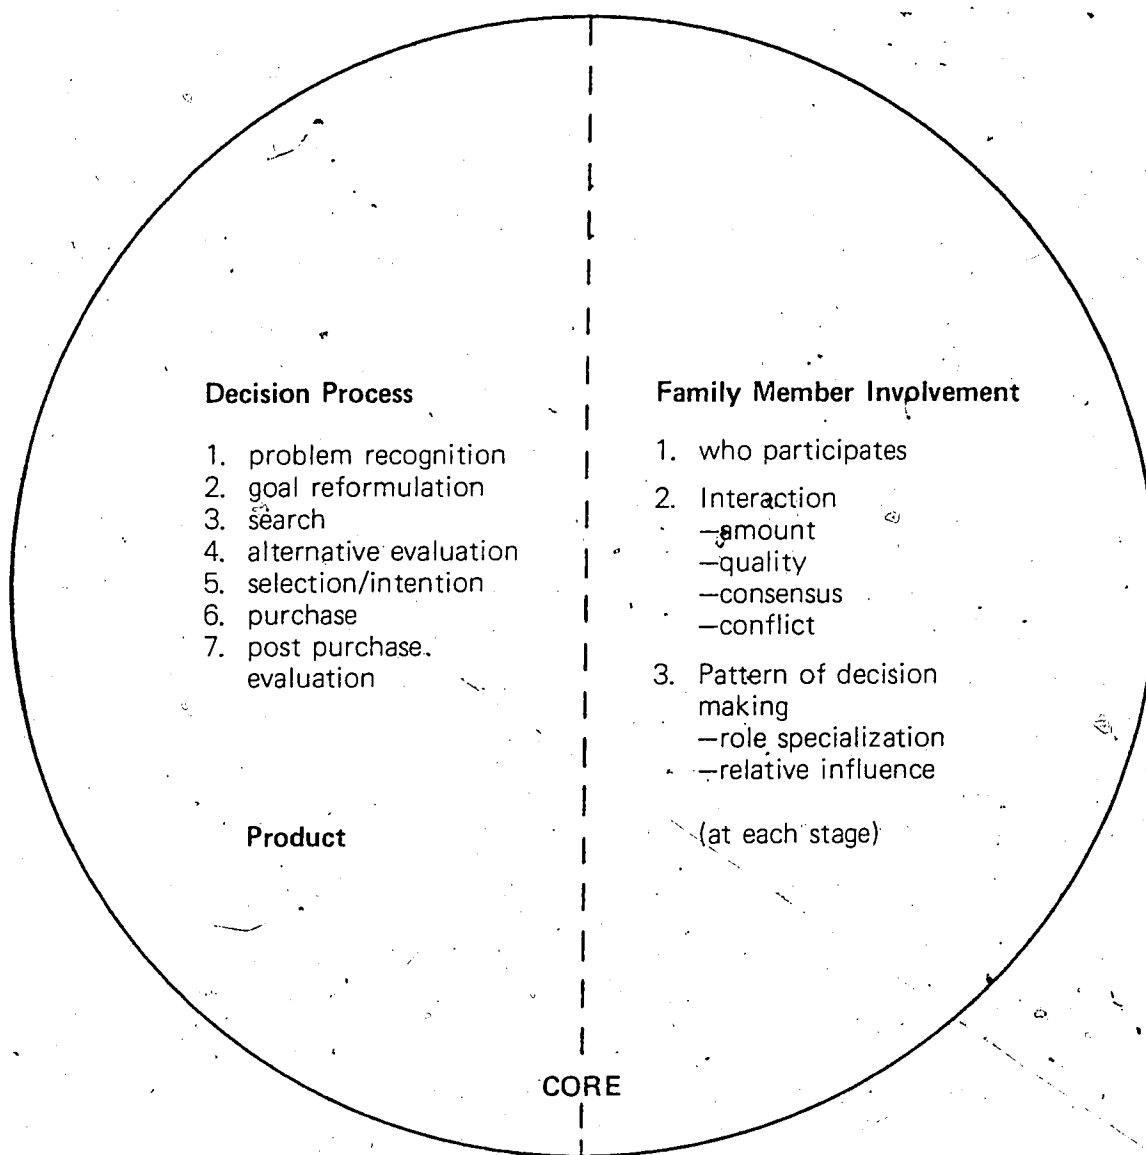 Decision Process
1. problem recognition
2. goal reformulation
3. search
4. alternative evaluation
5. selection/intention
6. purchase
7. post purchase
evaluation
Product
Family Member Involvement
1. who participates
2. Interaction
—amount
—quality
—consensus
—conflict
3. Pattern of decision
making
—role specialization
—relative influence
(at each stage)
CORE